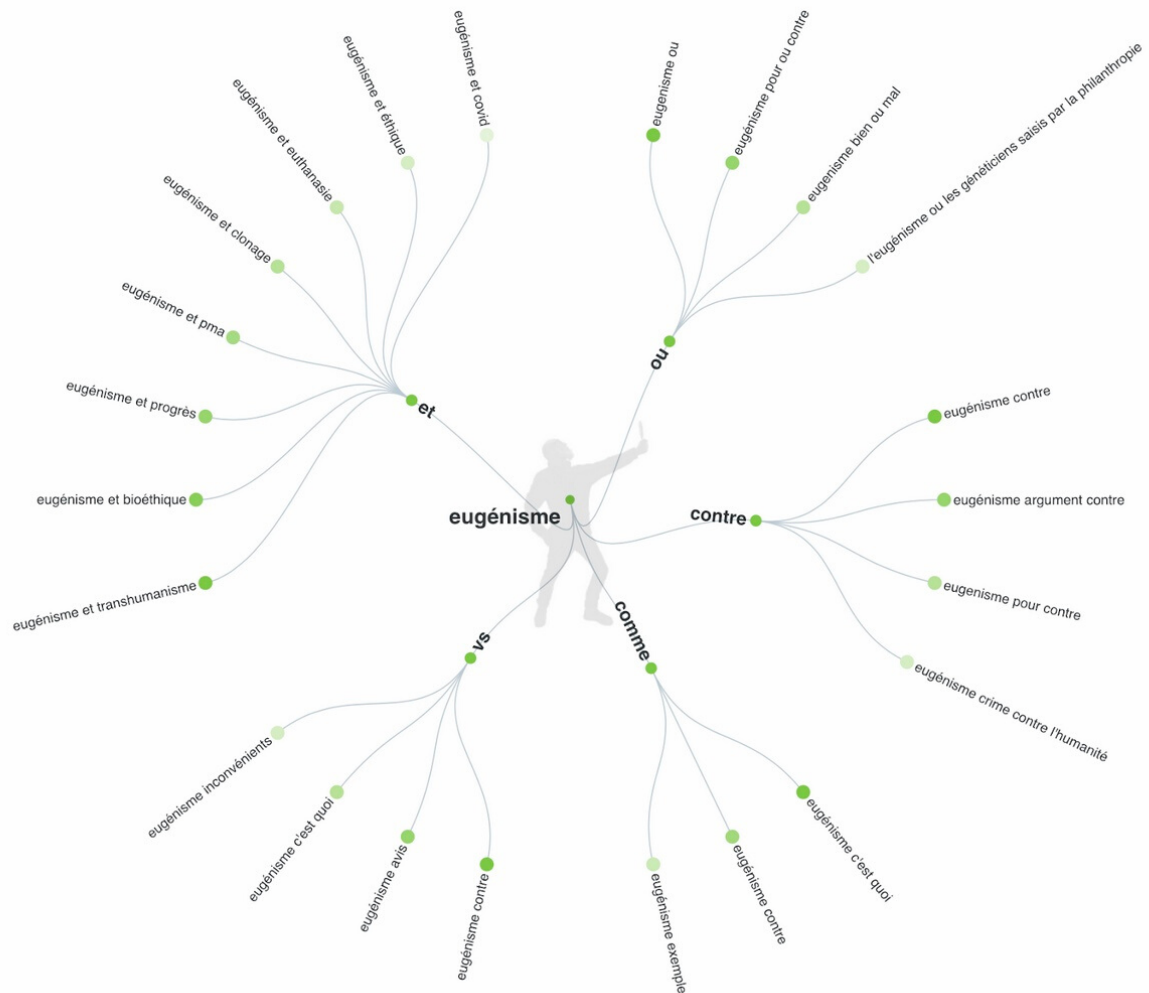 eugénisme
et
eugénisme et covid
eugénisme et éthique
eugénisme et euthanasie
eugénisme et clonage
eugénisme et pma
eugénisme et progrès
eugénisme et bioéthique
eugénisme et transhumanisme
ou
eugenisme ou
eugénisme pour ou contre
eugenisme bien ou mal
l'eugénisme ou les généticiens saisis par la philanthropie
contre
eugénisme contre
eugénisme argument contre
eugenisme pour contre
eugénisme crime contre l'humanité
comme
eugénisme c'est quoi
eugénisme contre
eugénisme exemple
vs
eugénisme contre
eugénisme avis
eugénisme c'est quoi
eugénisme inconvénients